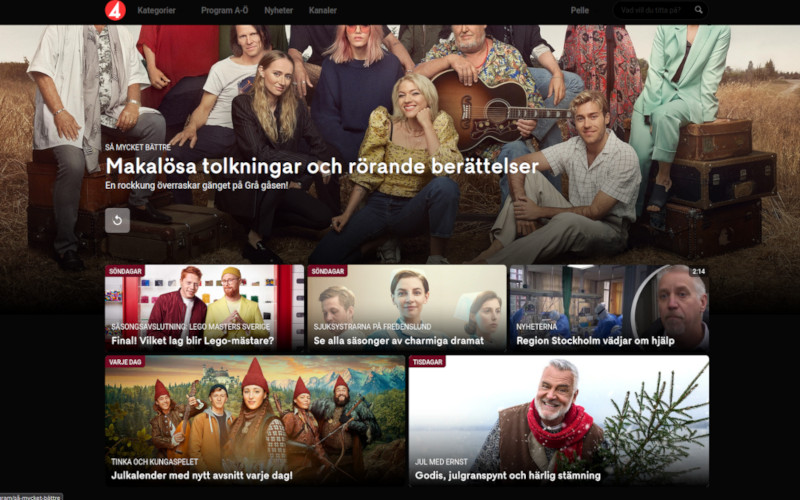 4
Kategorier
Program A-Ö
Nyheter
Kanaler
Pelle
Vad vill du titta på?
SÅ MYCKET BÄTTRE
Makalösa tolkningar och rörande berättelser
En rockkung överraskar gänget på Grå gåsen!
SÖNDAGAR
SÄSONGSAVSLUTNING: LEGO MASTERS SVERIGE
Final! Vilket lag blir Lego-mästare?
SÖNDAGAR
SJUKSYSTRARNA PÅ FREDENSLUND
Se alla säsonger av charmiga dramat
2:14
NYHETERNA
Region Stockholm vädjar om hjälp
VARJE DAG
TINKA OCH KUNGASPELET
Julkalender med nytt avsnitt varje dag!
TISDAGAR
JUL MED ERNST
Godis, julgranspynt och härlig stämning
gram/så-mycket-bättre